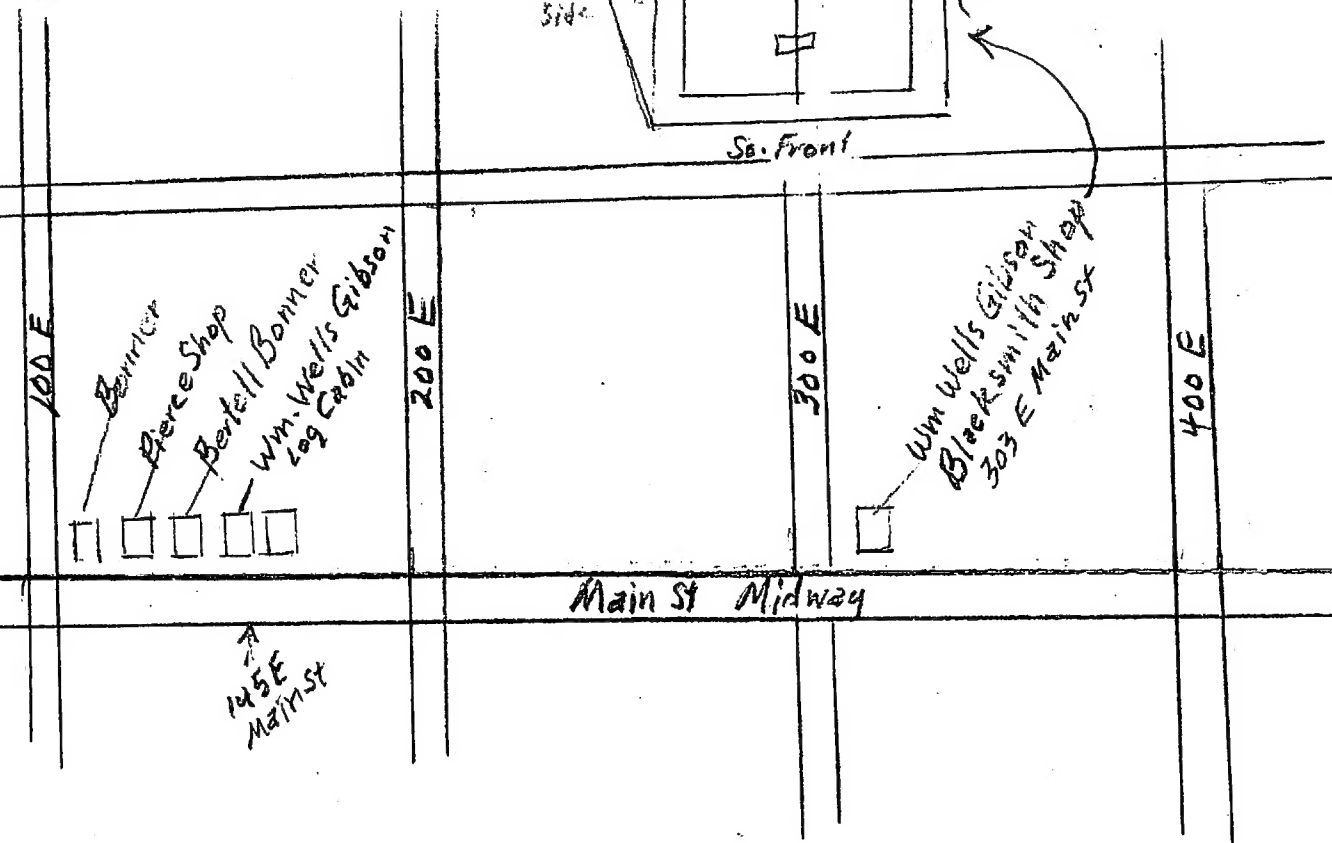 Side
So. Front
100 E
Bonner
Pierce Shop
Bertell Bonner
Wm. Wells Gibson
Log Cabin
200 E
300 E
Wm Wells Gibson
Blacksmith Shop
303 E Main St
400 E
Main St Midway
145 E
Main St